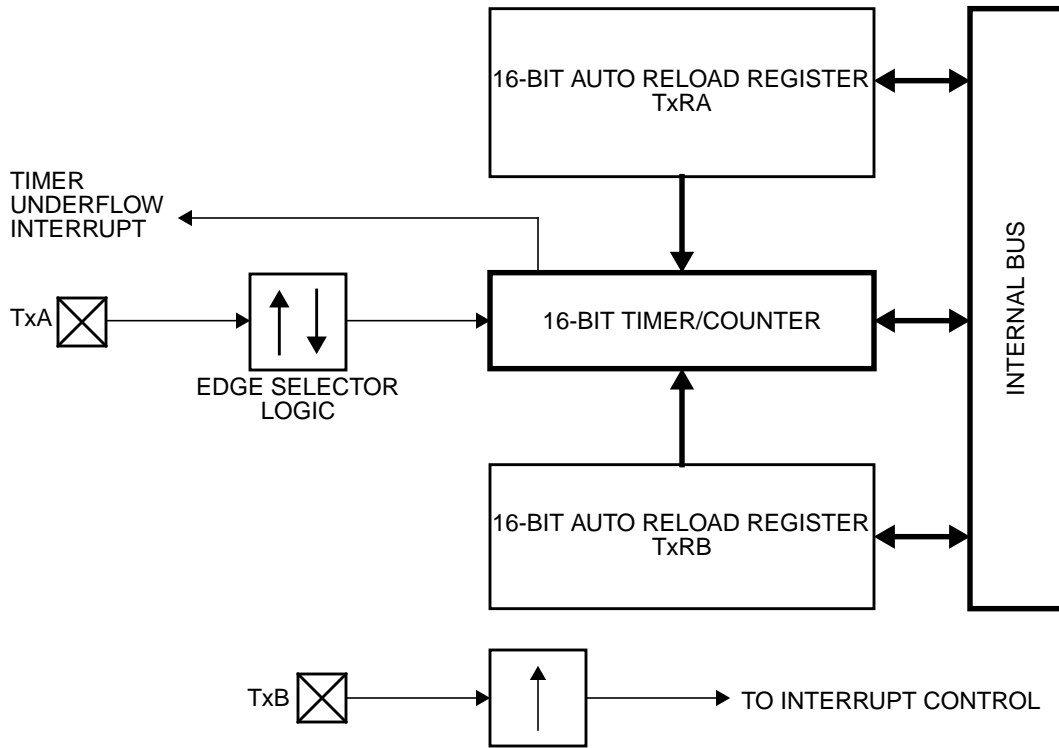 16-BIT AUTO RELOAD REGISTER
TxRA
TIMER
UNDERFLOW
INTERRUPT
INTERNAL BUS
TxA
16-BIT TIMER/COUNTER
EDGE SELECTOR
LOGIC
16-BIT AUTO RELOAD REGISTER
TxRB
TxB
TO INTERRUPT CONTROL